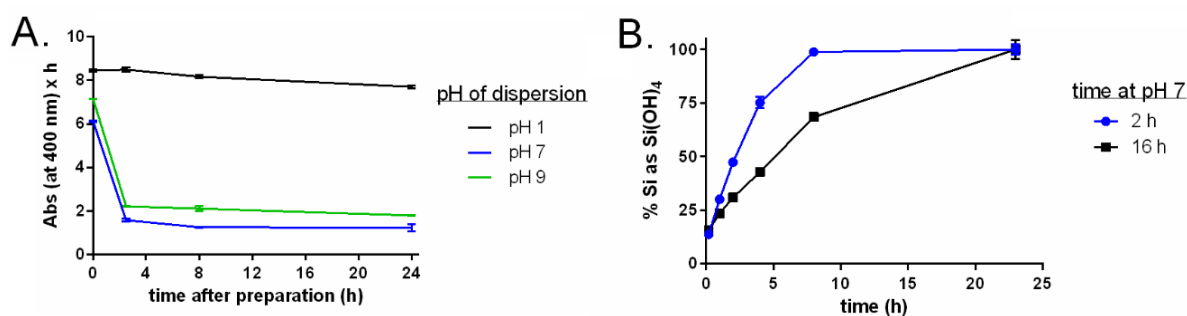 A.
Abs (at 400 nm) x h
10
8
6
4
2
0
0 4 8 12 16 20 24
time after preparation (h)
pH of dispersion
pH 1
pH 7
pH 9
B.
% Si as Si(OH)4
100
75
50
25
0
0 5 10 15 20 25
time (h)
time at pH 7
2 h
16 h